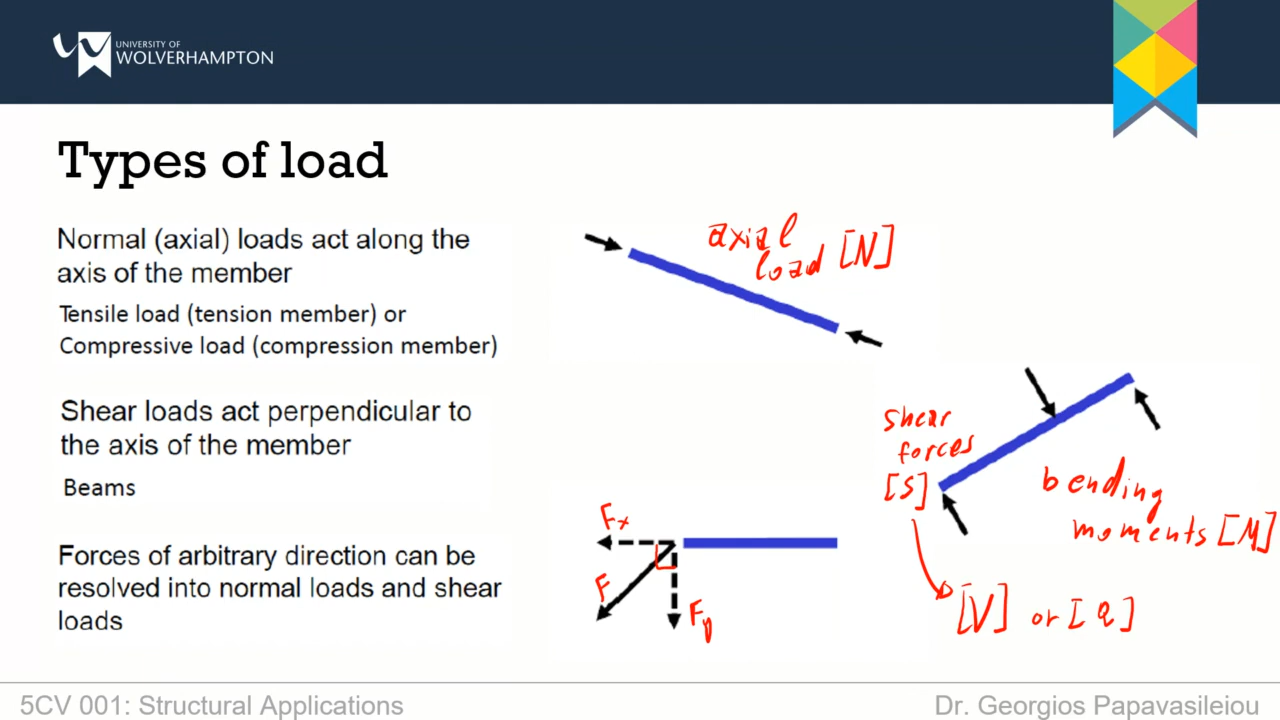 UNIVERSITY OF
WOLVERHAMPTON
Types of load
Normal (axial) loads act along the
axis of the member
Tensile load (tension member) or
Compressive load (compression member)
Shear loads act perpendicular to
the axis of the member
Beams
Forces of arbitrary direction can be
resolved into normal loads and shear
loads
axial
load [N]
shear
forces
[S]
bending
moments [M]
[V] or [Q]
Fx
F
Fy
5CV 001: Structural Applications
Dr. Georgios Papavasileiou